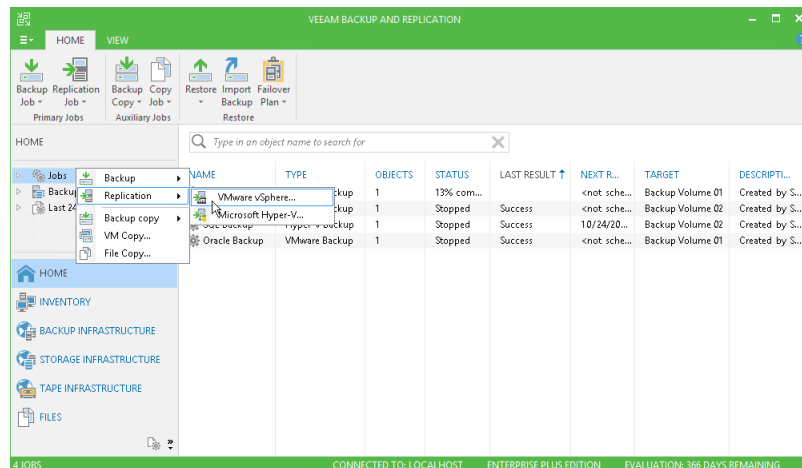 VEEAM BACKUP AND REPLICATION
HOME VIEW
Backup Job Replication Job Backup Copy Copy Job Restore Import Backup Failover Plan
Primary Jobs Auxiliary Jobs Restore
HOME
Type in an object name to search for
Jobs
Backup
Last 24
Backup
Replication
Backup copy
VM Copy...
File Copy...
VMware vSphere...
Microsoft Hyper-V...
NAME TYPE OBJECTS STATUS LAST RESULT NEXT R... TARGET DESCRIPTI...
ckup 1 13% com... <not sche... Backup Volume 01 Created by S...
ckup 1 Stopped Success <not sche... Backup Volume 02 Created by S...
SQL Backup Hyper-V Backup 1 Stopped Success 10/24/20... Backup Volume 02 Created by S...
Oracle Backup VMware Backup 1 Stopped Success <not sche... Backup Volume 01 Created by S...
HOME
INVENTORY
BACKUP INFRASTRUCTURE
STORAGE INFRASTRUCTURE
TAPE INFRASTRUCTURE
FILES
4 JOBS CONNECTED TO: LOCALHOST ENTERPRISE PLUS EDITION EVALUATION: 366 DAYS REMAINING